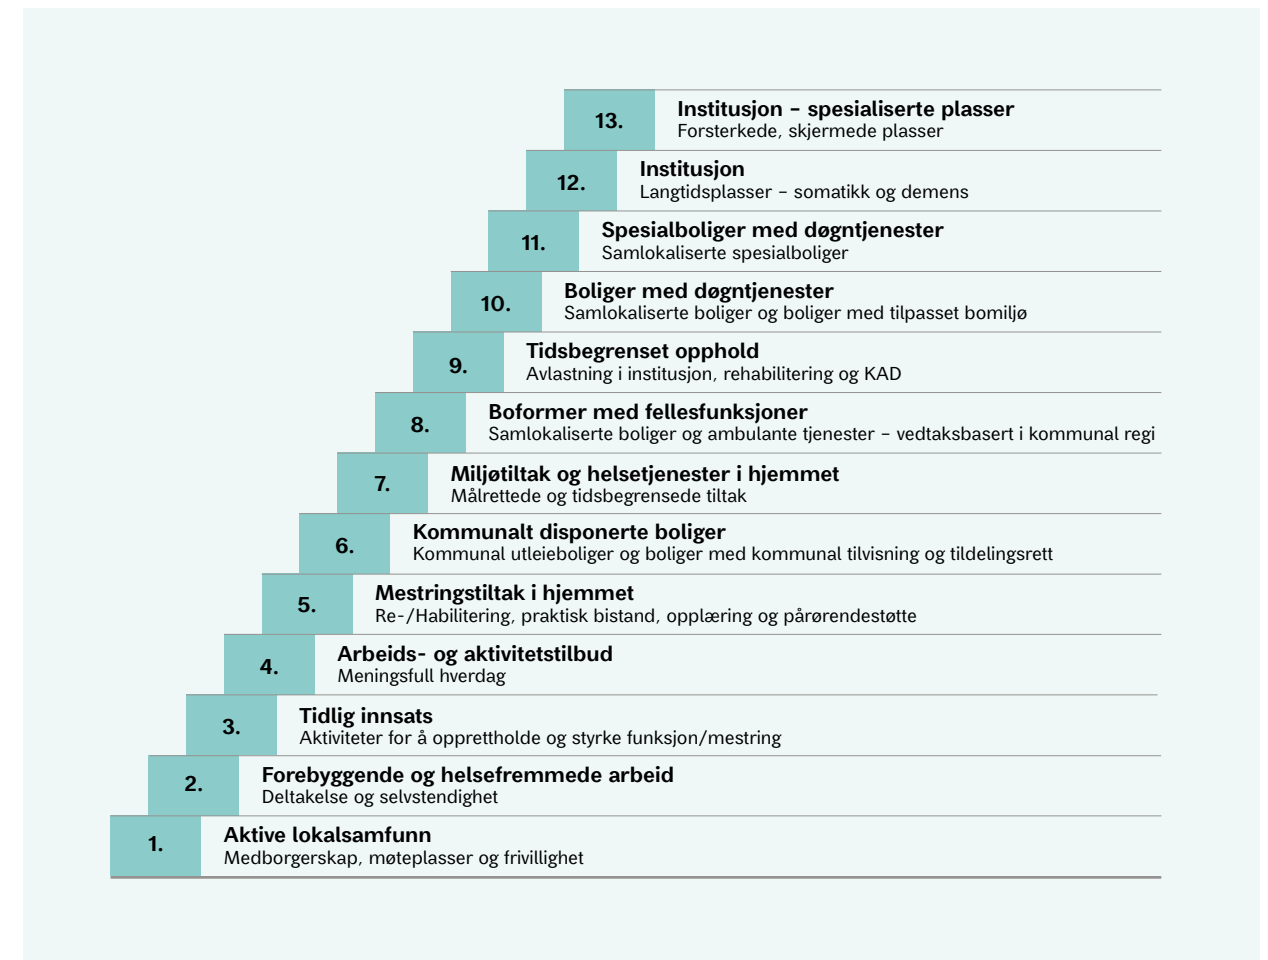 13.
Institusjon – spesialiserte plasser
Forsterkede, skjermede plasser
12.
Institusjon
Langtidsplasser – somatikk og demens
11.
Spesialboliger med døgntjenester
Samlokaliserte spesialboliger
10.
Boliger med døgntjenester
Samlokaliserte boliger og boliger med tilpasset bomiljø
9.
Tidsbegrenset opphold
Avlastning i institusjon, rehabilitering og KAD
8.
Boformer med fellesfunksjoner
Samlokaliserte boliger og ambulante tjenester – vedtaksbasert i kommunal regi
7.
Miljøtiltak og helsetjenester i hjemmet
Målrettede og tidsbegrensede tiltak
6.
Kommunalt disponerte boliger
Kommunal utleieboliger og boliger med kommunal tilvisning og tildelingsrett
5.
Mestringstiltak i hjemmet
Re-/Habilitering, praktisk bistand, opplæring og pårørendestøtte
4.
Arbeids- og aktivitetstilbud
Meningsfull hverdag
3.
Tidlig innsats
Aktiviteter for å opprettholde og styrke funksjon/mestring
2.
Forebyggende og helsefremmede arbeid
Deltakelse og selvstendighet
1.
Aktive lokalsamfunn
Medborgerskap, møteplasser og frivillighet